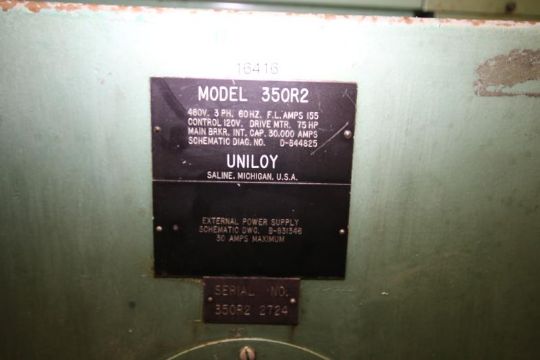 16416
MODEL 350R2
460V. 3 PH. 60HZ. F.L. AMPS 155
CONTROL 120V. DRIVE MTR. 75 HP
MAIN BRKR. INT. CAP. 30,000 AMPS
SCHEMATIC DIAG. NO. D-844825
UNILOY
SALINE, MICHIGAN, U.S.A.
EXTERNAL POWER SUPPLY
SCHEMATIC DWG. B-831346
30 AMPS MAXIMUM
SERIAL NO.
350R2 2724